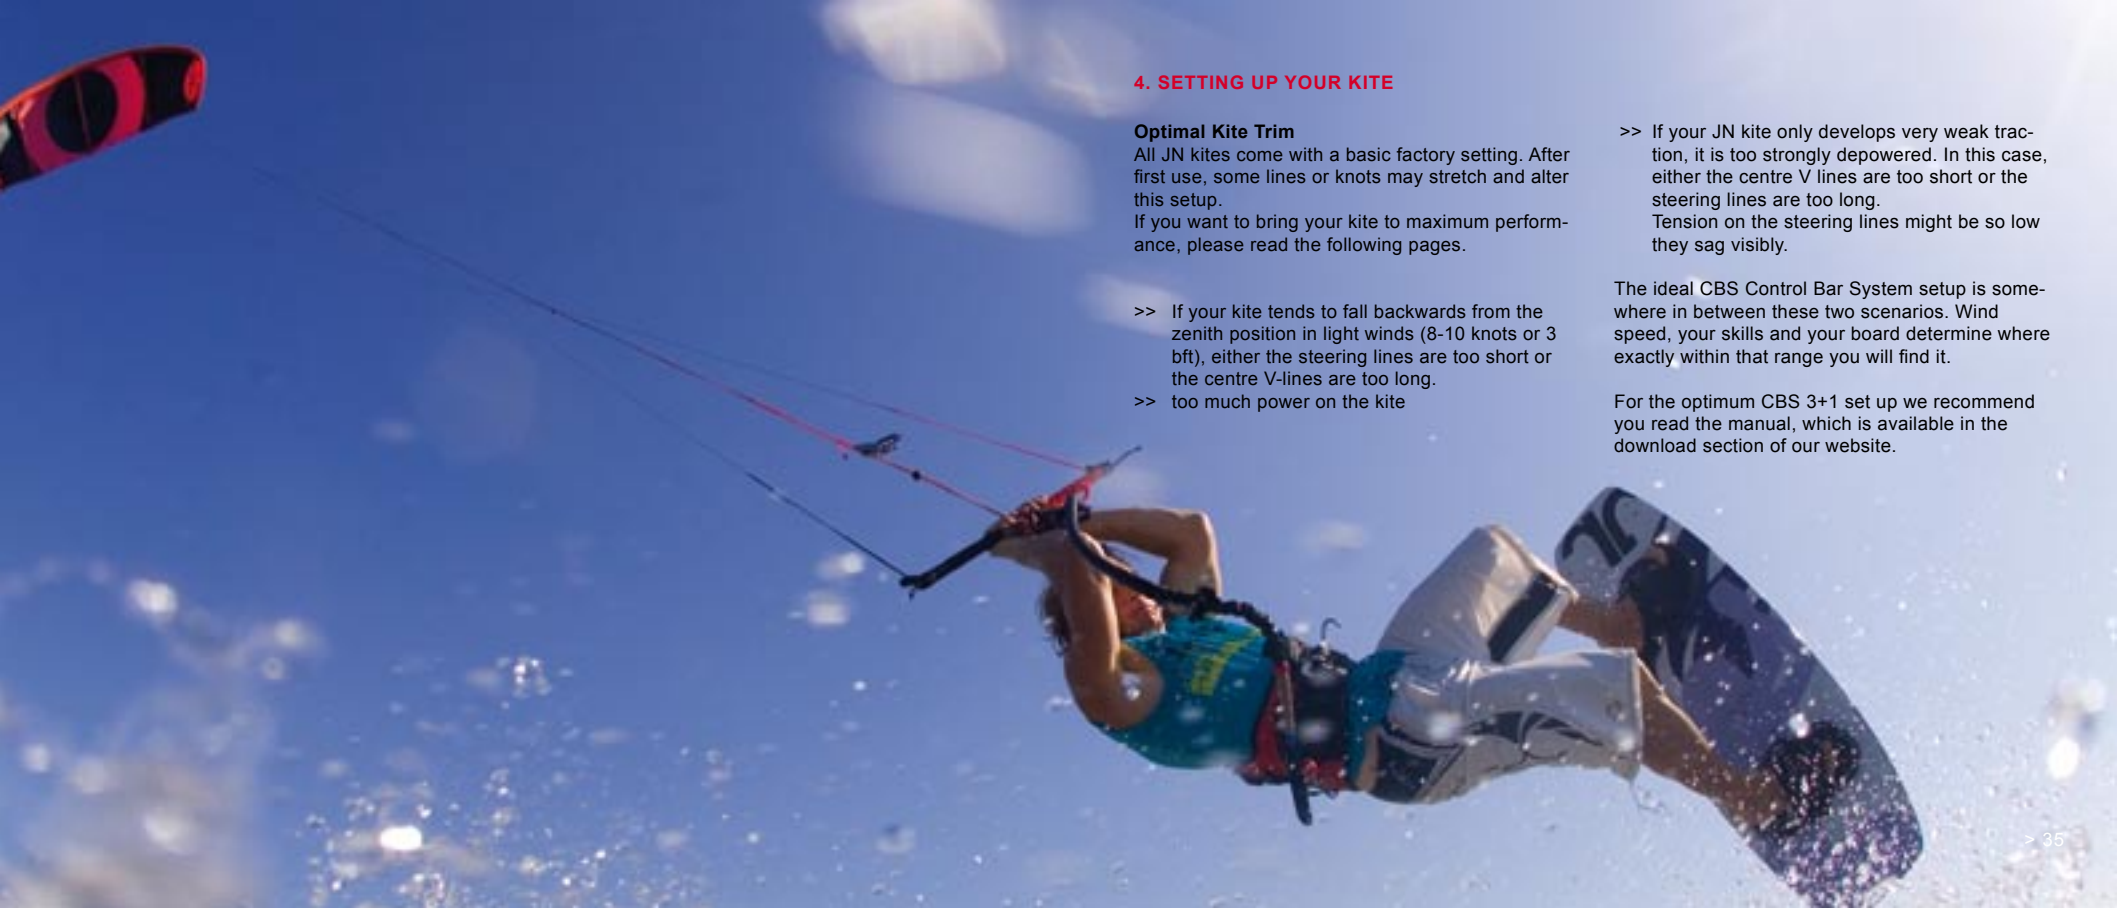 4. SETTING UP YOUR KITE
Optimal Kite Trim
All JN kites come with a basic factory setting. After
first use, some lines or knots may stretch and alter
this setup.
If you want to bring your kite to maximum perform-
ance, please read the following pages.
>> If your kite tends to fall backwards from the
zenith position in light winds (8-10 knots or 3
bft), either the steering lines are too short or
the centre V-lines are too long.
>> too much power on the kite
>> If your JN kite only develops very weak trac-
tion, it is too strongly depowered. In this case,
either the centre V lines are too short or the
steering lines are too long.
Tension on the steering lines might be so low
they sag visibly.
The ideal CBS Control Bar System setup is some-
where in between these two scenarios. Wind
speed, your skills and your board determine where
exactly within that range you will find it.
For the optimum CBS 3+1 set up we recommend
you read the manual, which is available in the
download section of our website.
> 35